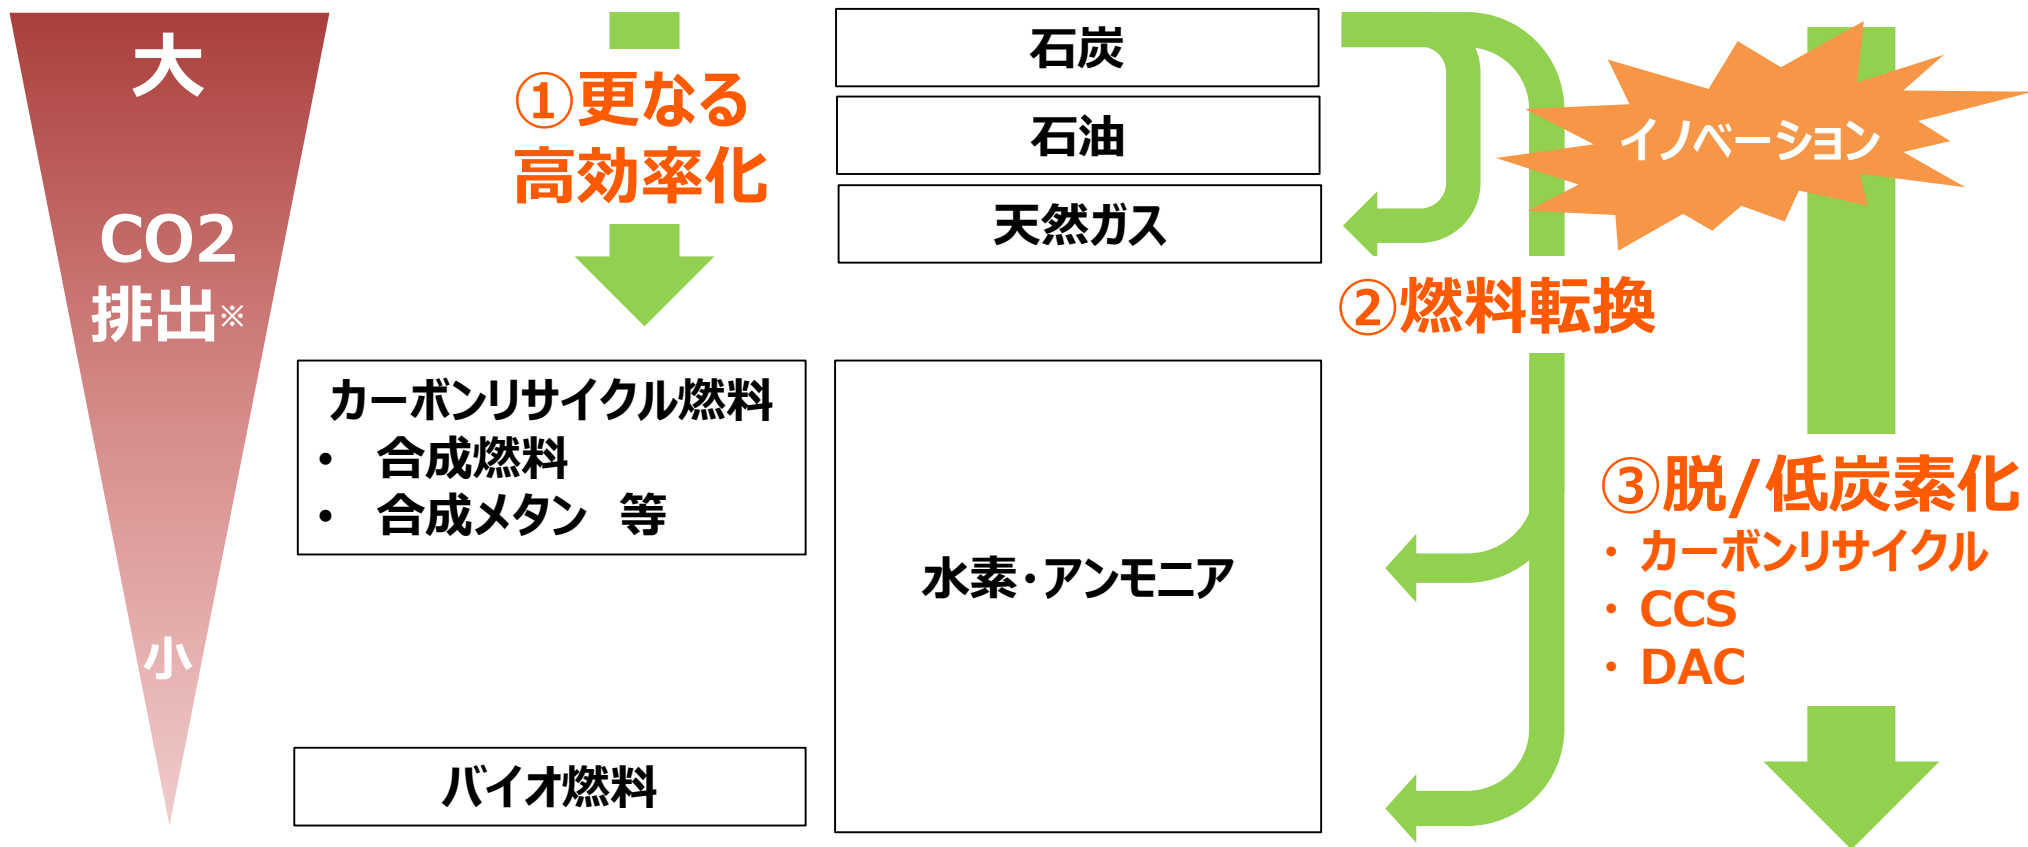 大
CO2
排出※
小
①更なる
高効率化
石炭
石油
天然ガス
イノベーション
②燃料転換
カーボンリサイクル燃料
・ 合成燃料
・ 合成メタン 等
水素・アンモニア
バイオ燃料
③脱/低炭素化
・ カーボンリサイクル
・ CCS
・ DAC